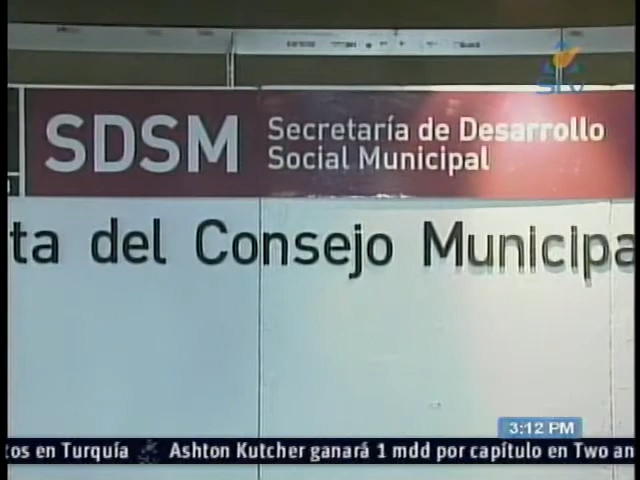 SDSM
Secretaría de Desarrollo
Social Municipal
ta del Consejo Municipa
3:12 PM
tos en Turquía Ashton Kutcher ganará 1 mdd por capítulo en Two an